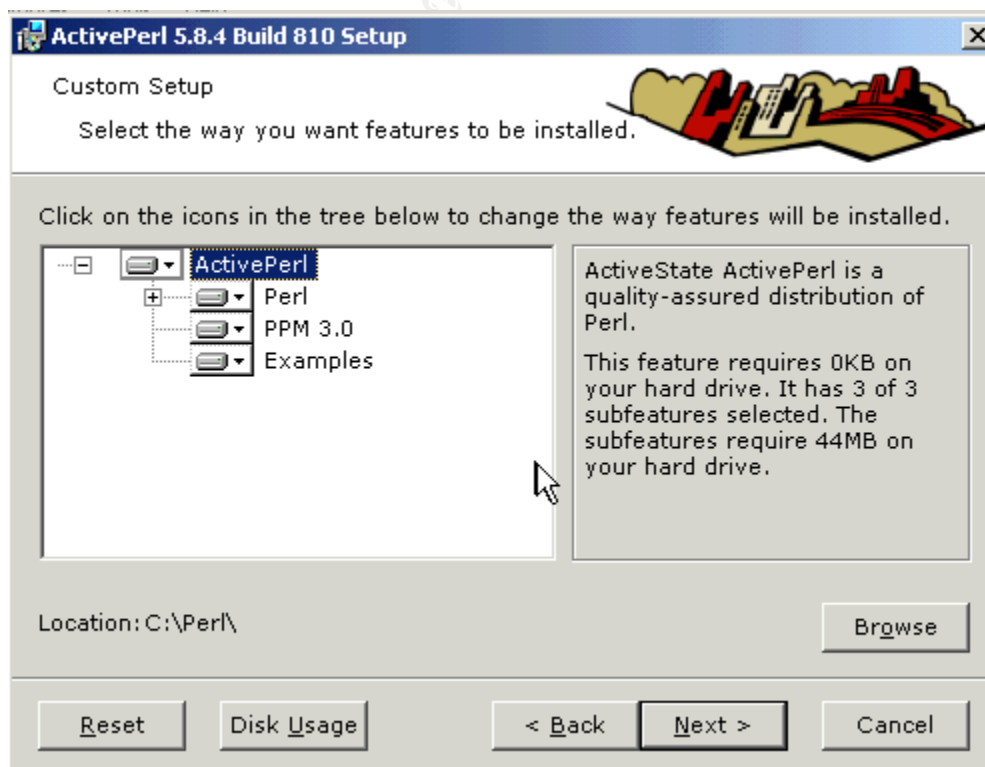 ActivePerl 5.8.4 Build 810 Setup
Custom Setup
Select the way you want features to be installed.
Click on the icons in the tree below to change the way features will be installed.
ActivePerl
Perl
PPM 3.0
Examples
ActiveState ActivePerl is a
quality-assured distribution of
Perl.
This feature requires 0KB on
your hard drive. It has 3 of 3
subfeatures selected. The
subfeatures require 44MB on
your hard drive.
Location: C:\Perl\
Browse
Reset
Disk Usage
< Back
Next >
Cancel